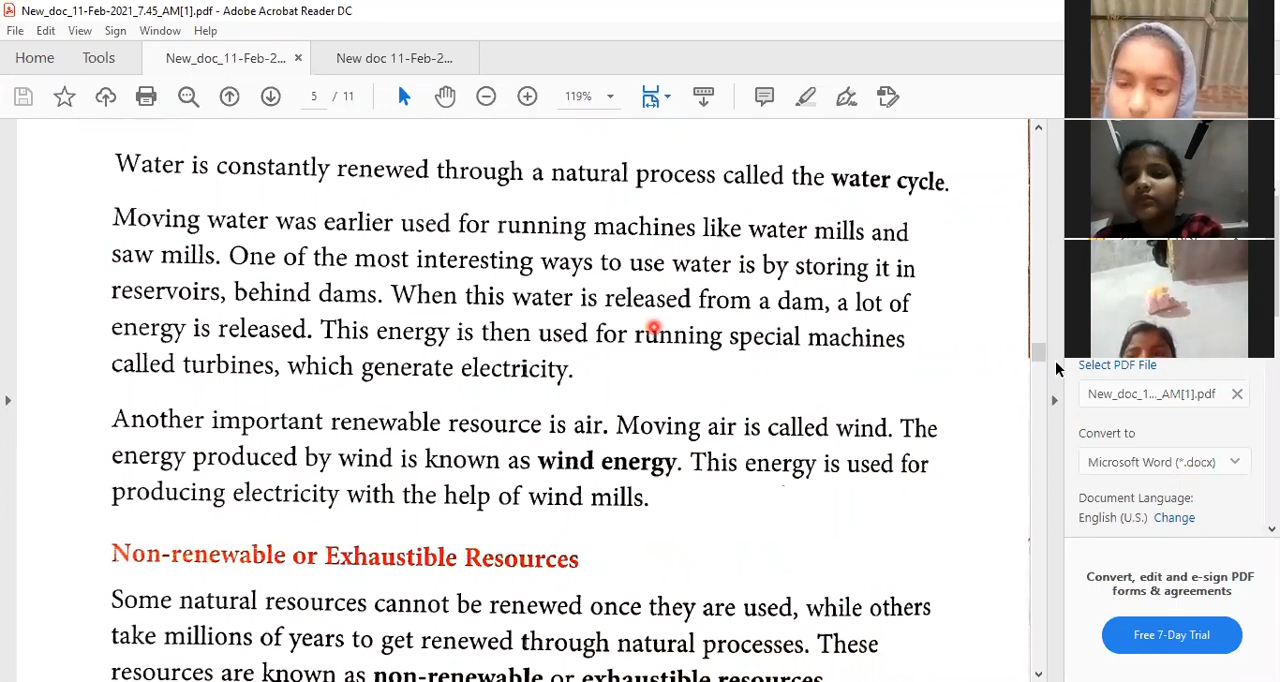 New_doc_11-Feb-2021_7.45_AM[1].pdf - Adobe Acrobat Reader DC
File Edit View Sign Window Help
Home Tools New_doc_11-Feb-2... × New doc 11-Feb-2...
5 / 11 119%
Water is constantly renewed through a natural process called the water cycle.
Moving water was earlier used for running machines like water mills and
saw mills. One of the most interesting ways to use water is by storing it in
reservoirs, behind dams. When this water is released from a dam, a lot of
energy is released. This energy is then used for running special machines
called turbines, which generate electricity.
Another important renewable resource is air. Moving air is called wind. The
energy produced by wind is known as wind energy. This energy is used for
producing electricity with the help of wind mills.
Non-renewable or Exhaustible Resources
Some natural resources cannot be renewed once they are used, while others
take millions of years to get renewed through natural processes. These
resources are known as non-renewable or exhaustible resources.
Select PDF File
New_doc_1..._AM[1].pdf
Convert to
Microsoft Word (*.docx)
Document Language:
English (U.S.) Change
Convert, edit and e-sign PDF
forms & agreements
Free 7-Day Trial